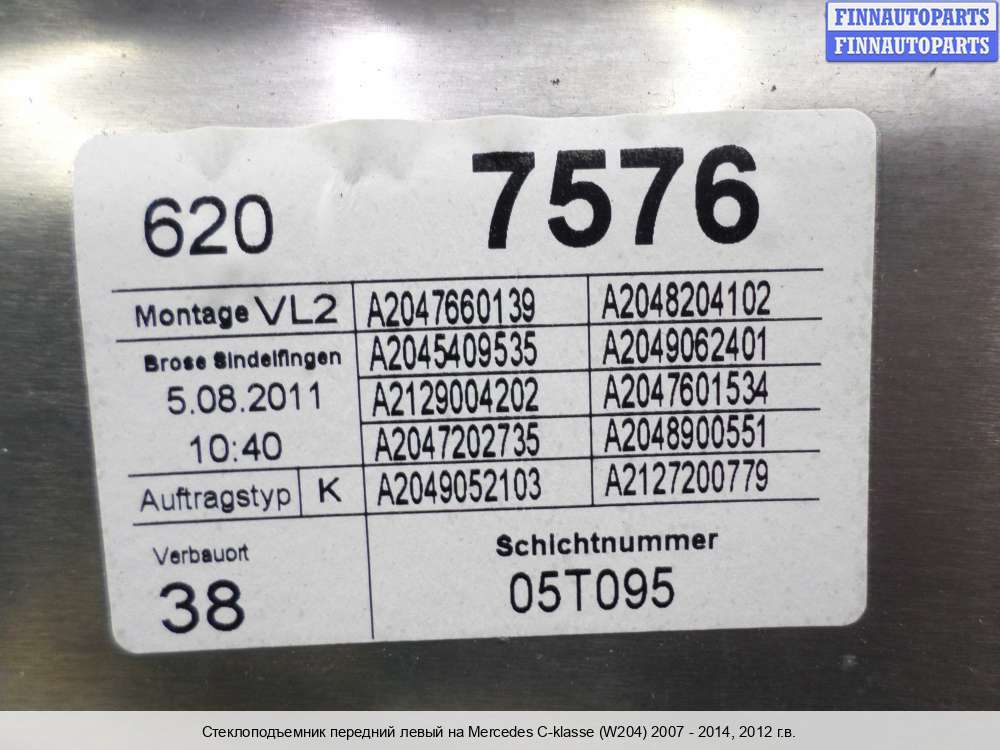 FINNAUTOPARTS
FINNAUTOPARTS
620 7576
Montage VL2 A2047660139 A2048204102
Brose Sindelfingen A2045409535 A2049062401
5.08.2011 A2129004202 A2047601534
10:40 A2047202735 A2048900551
Auftragstyp K A2049052103 A2127200779
Verbauort Schichtnummer
38 05T095
Стеклоподъемник передний левый на Mercedes C-klasse (W204) 2007 - 2014, 2012 г.в.